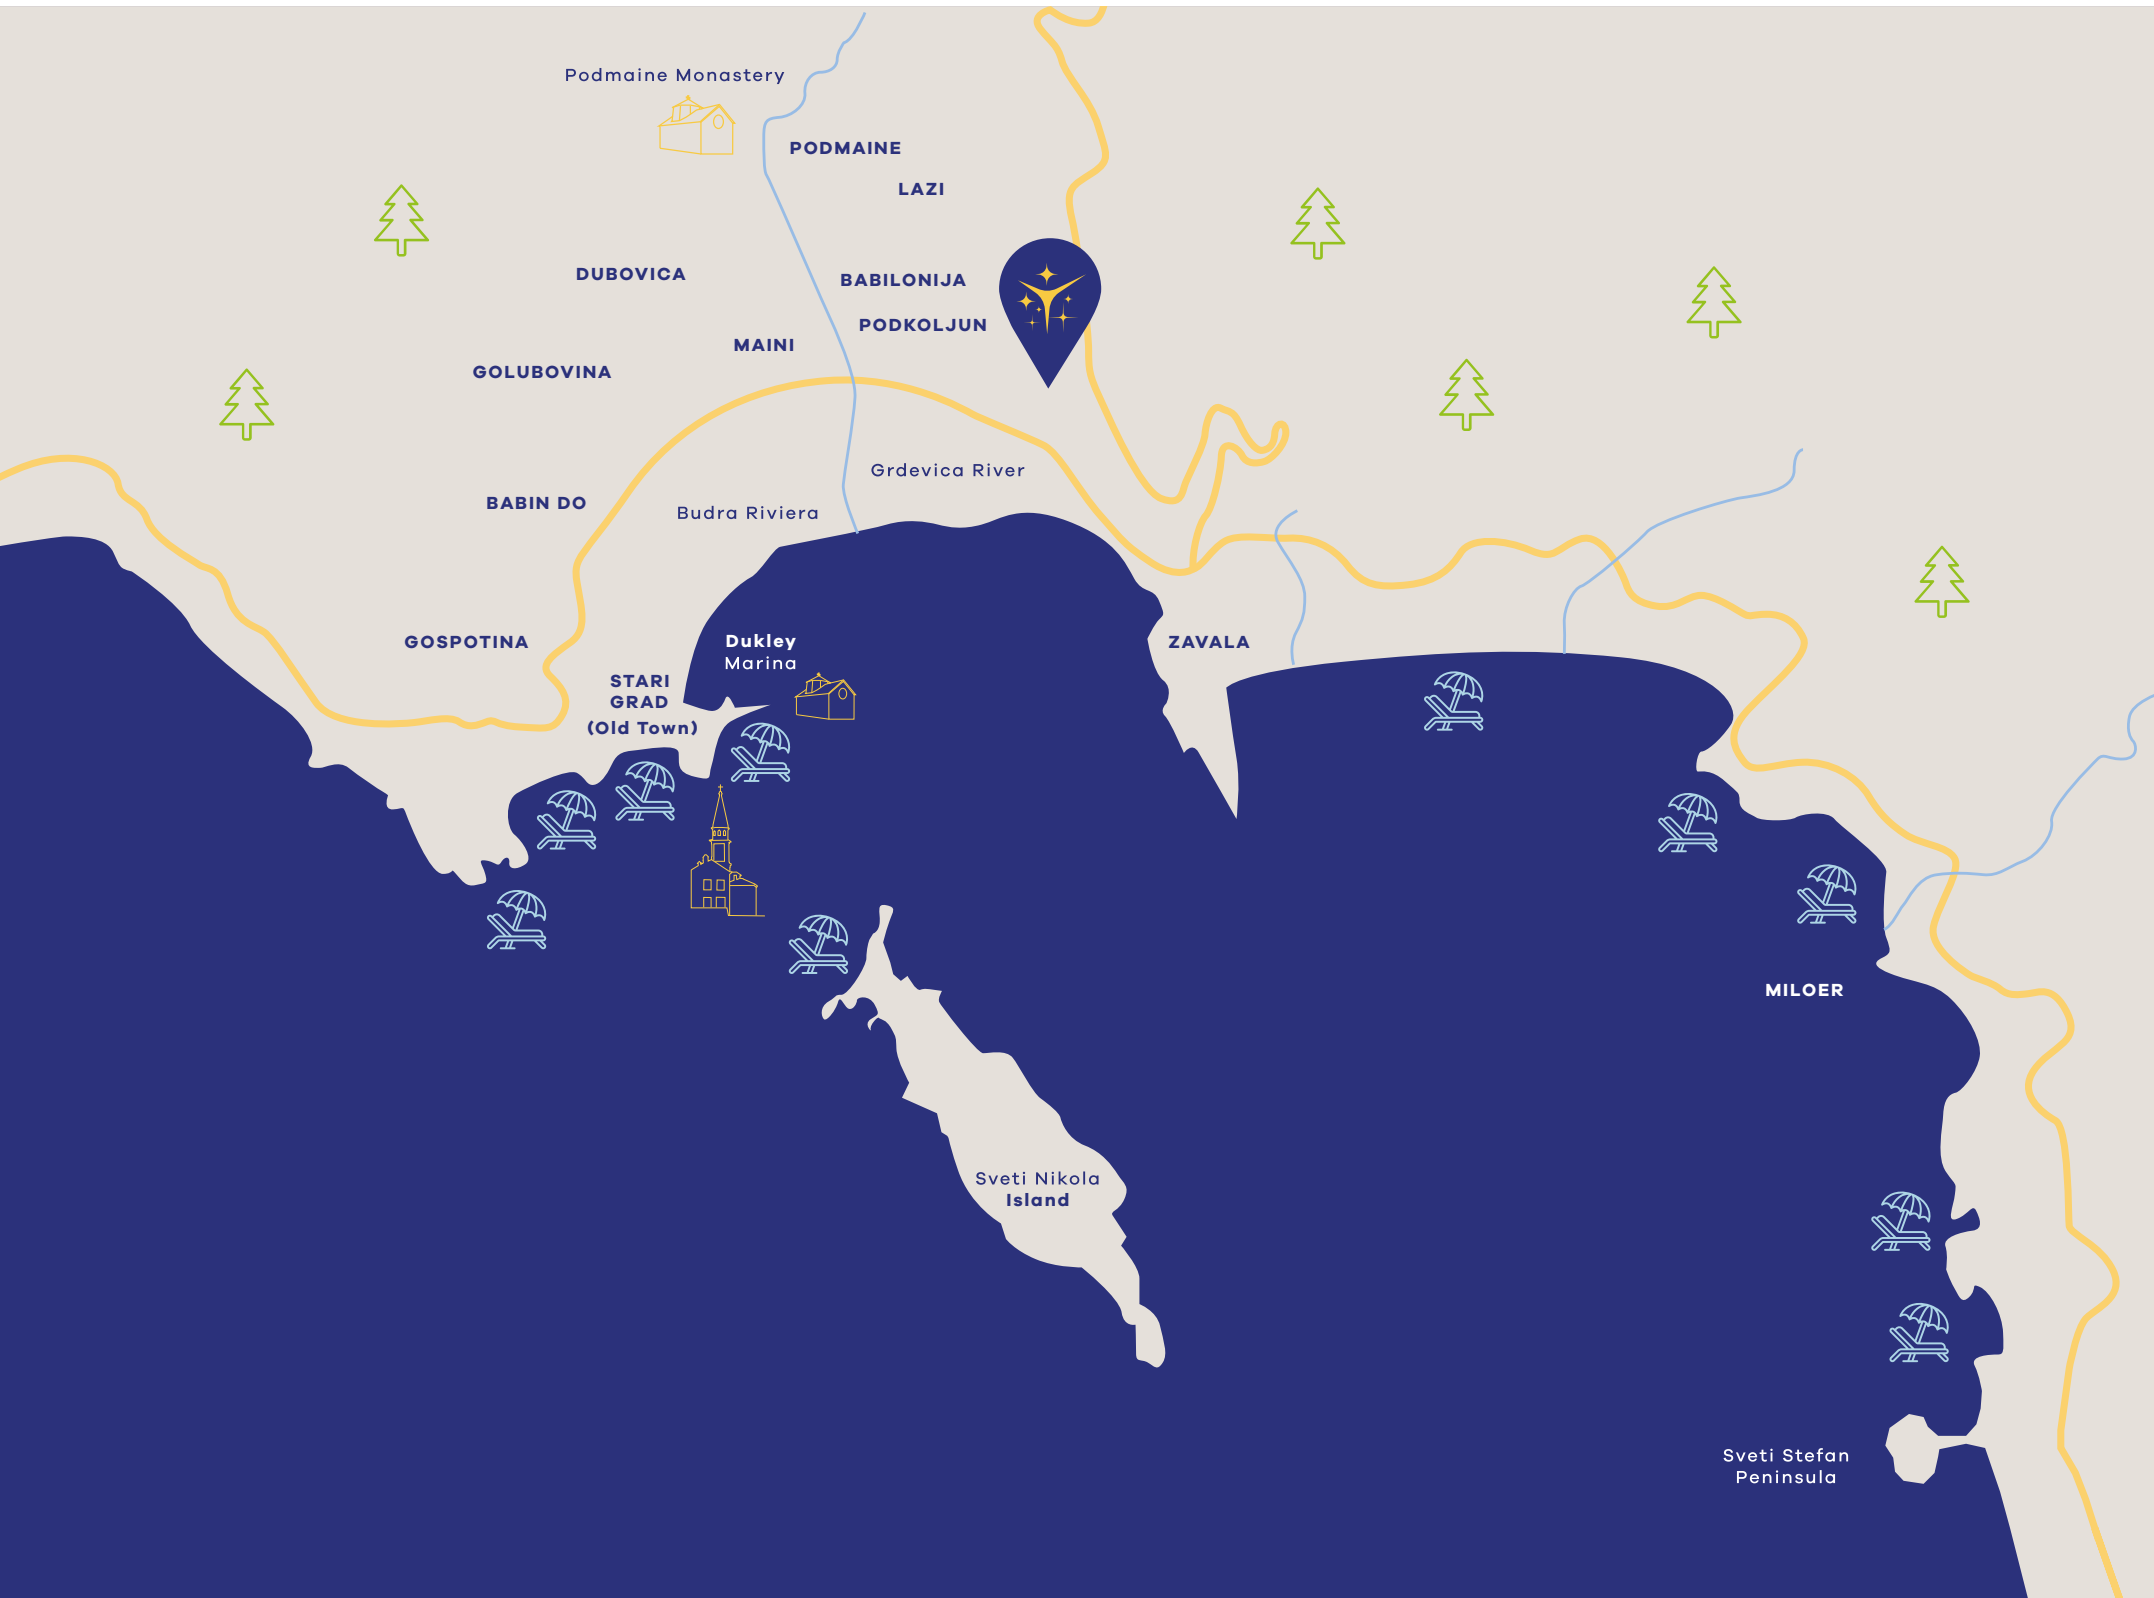 Podmaine Monastery
PODMAINE
LAZI
DUBOVICA
BABILONIJA
PODKOLJUN
MAINI
GOLUBOVINA
Grdevica River
BABIN DO
Budra Riviera
GOSPOTINA
Dukley
Marina
ZAVALA
STARI
GRAD
(Old Town)
MILOER
Sveti Nikola
Island
Sveti Stefan
Peninsula